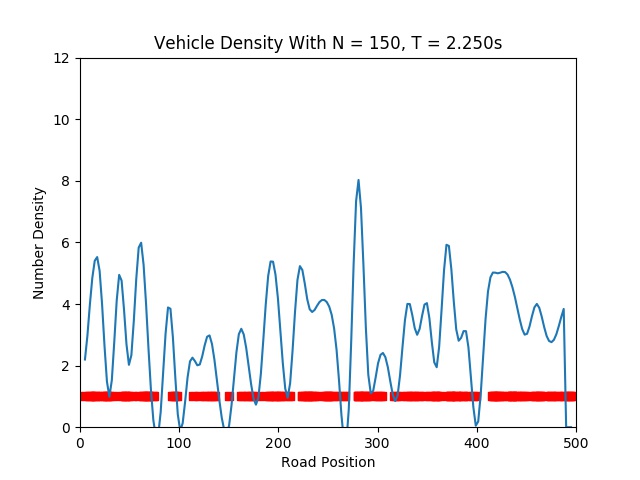 Vehicle Density With N = 150, T = 2.250s
12
10
8
6
4
2
0
Number Density
0 100 200 300 400 500
Road Position